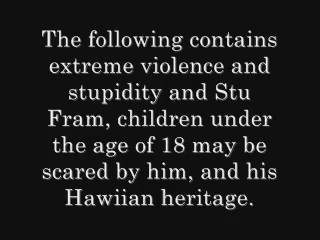 The following contains
extreme violence and
stupidity and Stu
Fram, children under
the age of 18 may be
scared by him, and his
Hawiian heritage.